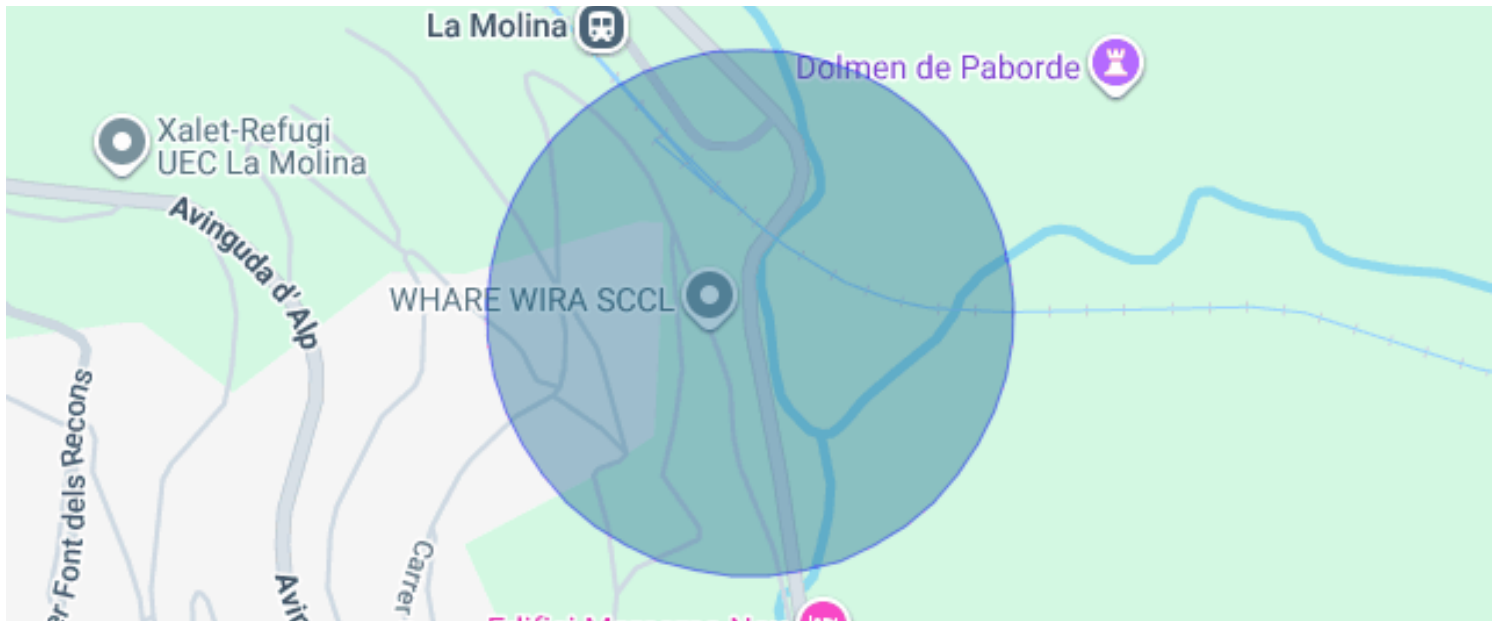 La Molina
Dolmen de Paborde
Xalet-Refugi
UEC La Molina
Avinguda d'Alp
WHARE WIRA SCCL
Font dels Recons
Carrer